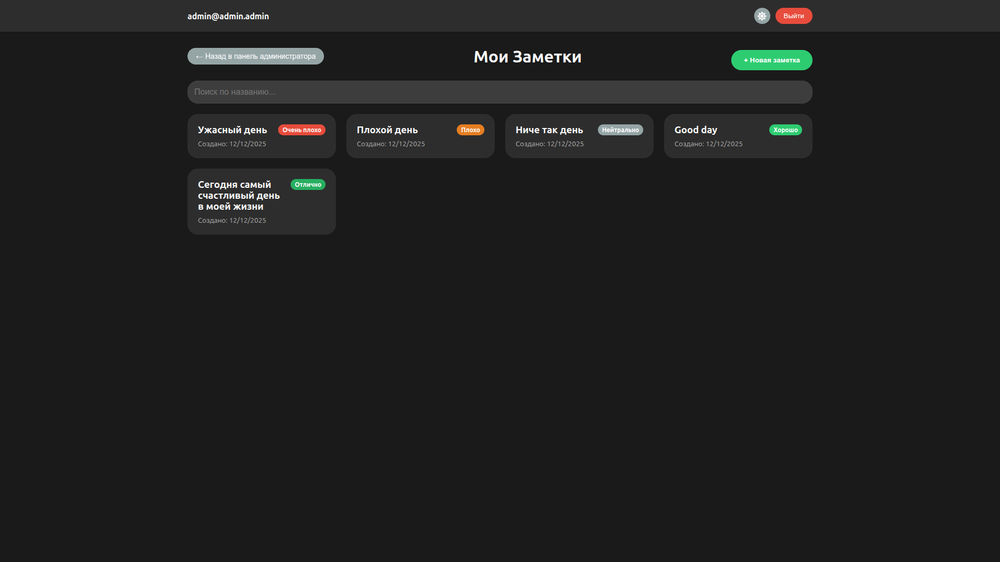 admin@admin.admin
Выйти
← Назад в панель администратора
Мои Заметки
+ Новая заметка
Поиск по названию...
Ужасный день
Очень плохо
Создано: 12/12/2025
Плохой день
Плохо
Создано: 12/12/2025
Ниче так день
Нейтрально
Создано: 12/12/2025
Good day
Хорошо
Создано: 12/12/2025
Сегодня самый
счастливый день
в моей жизни
Отлично
Создано: 12/12/2025